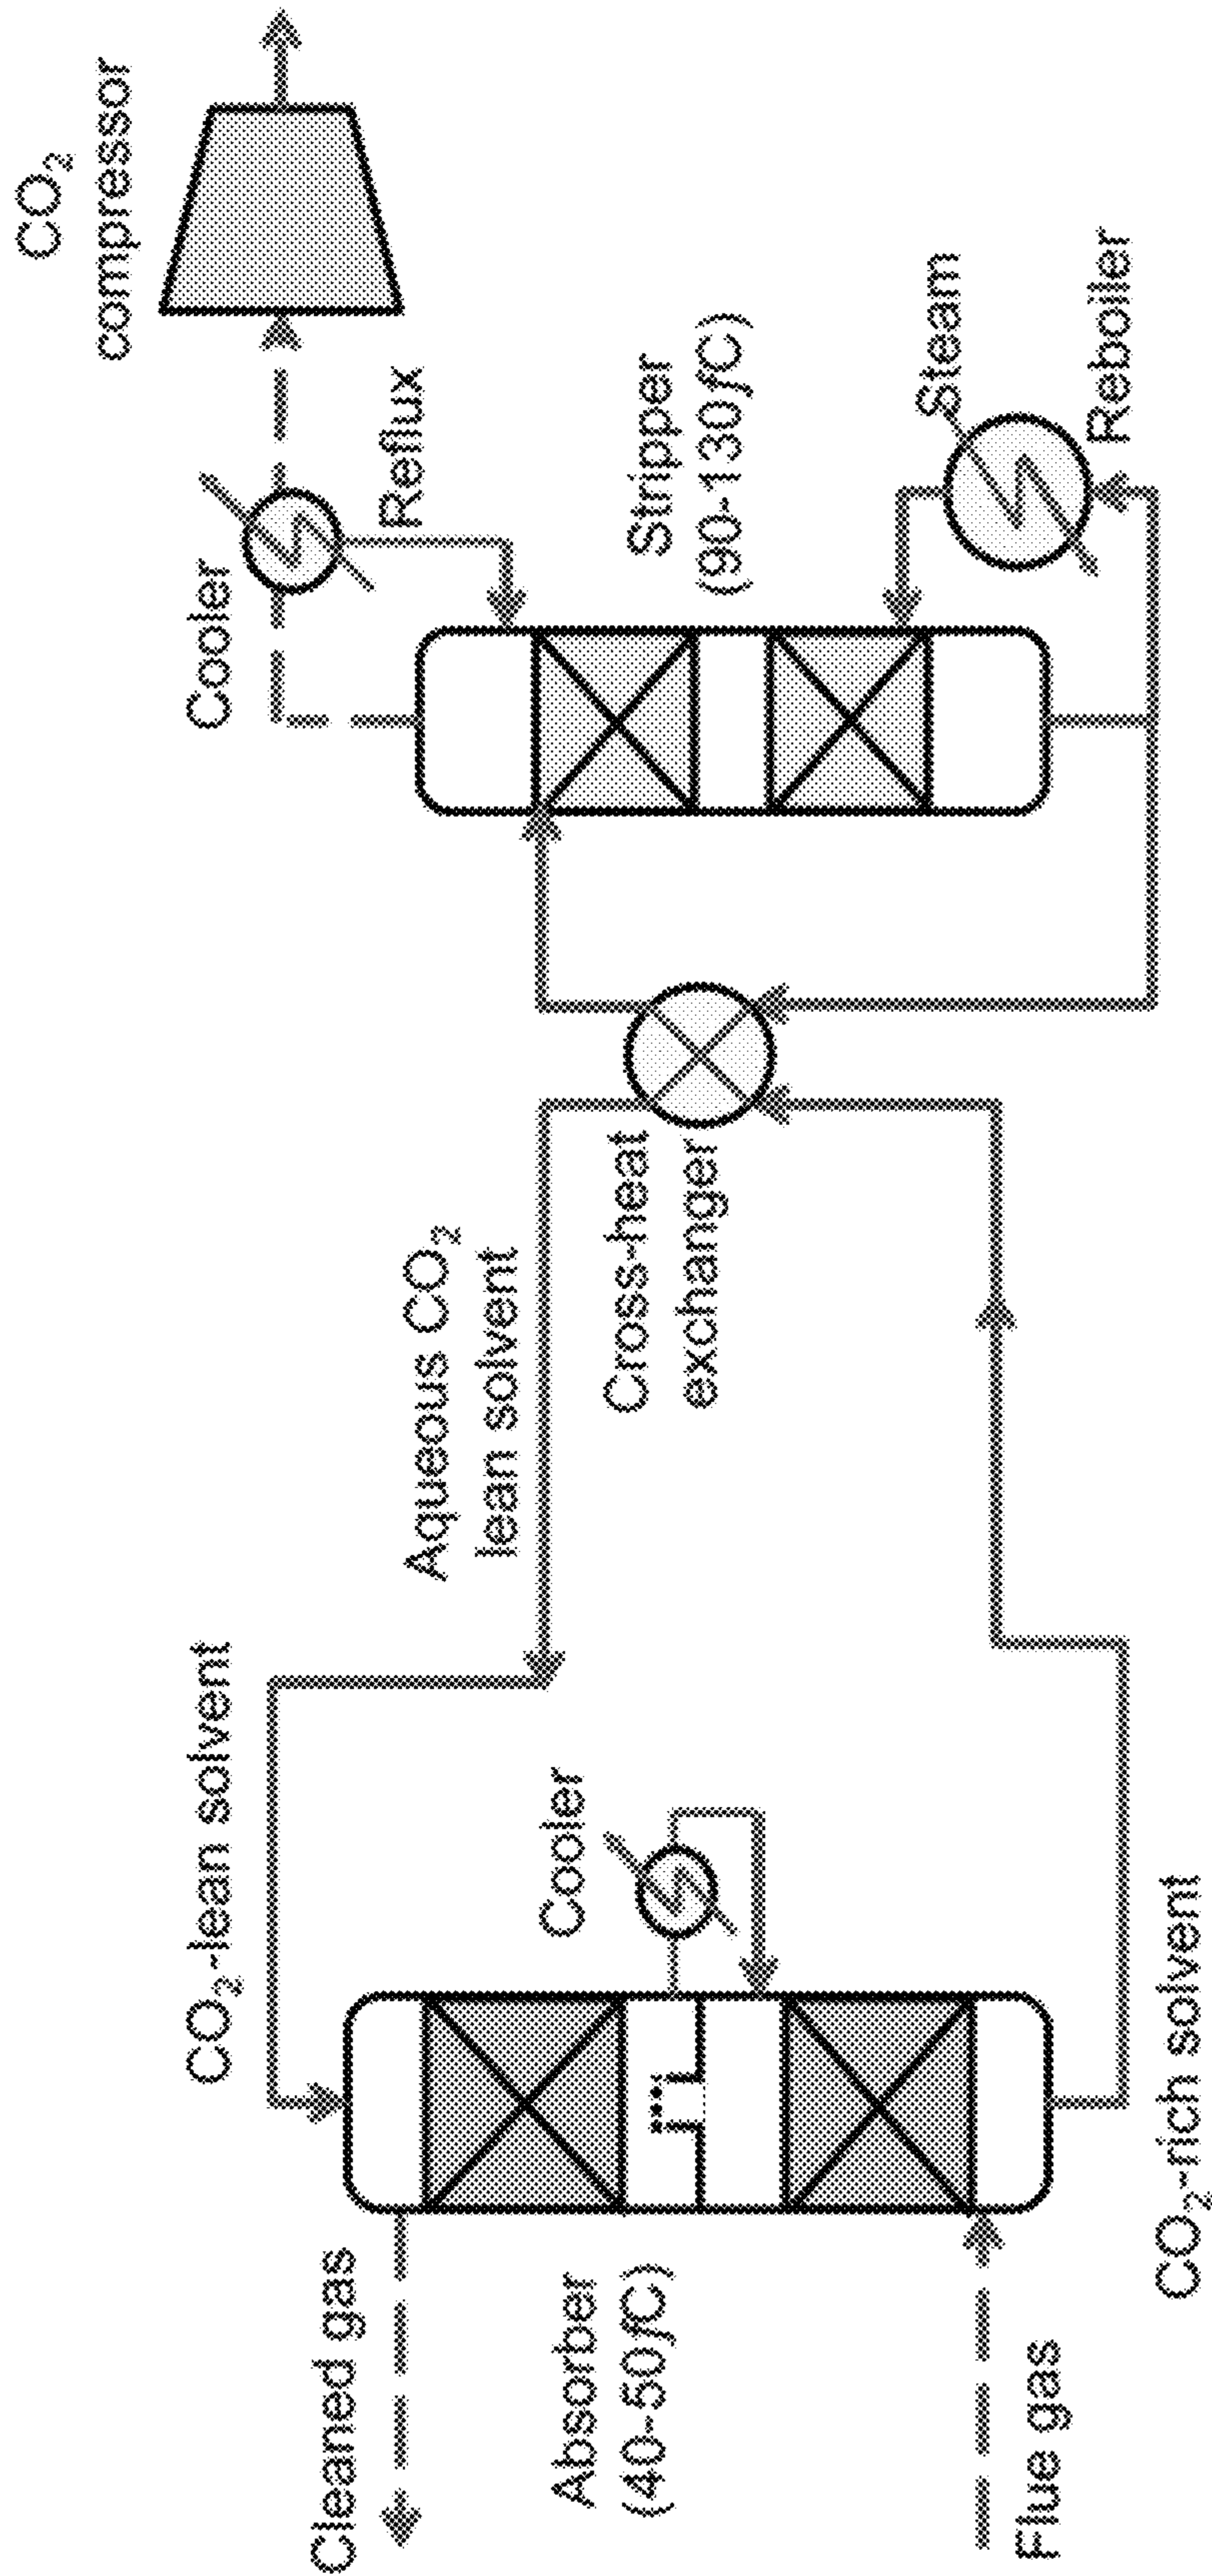 CO₂
compressor
Cooler
Reflux
Stripper
(90-130ƒC)
Steam
Reboiler
Aqueous CO₂
lean solvent
Cross-heat
exchanger
CO₂-lean solvent
Cooler
Cleaned gas
Absorber
(40-50ƒC)
Flue gas
CO₂-rich solvent